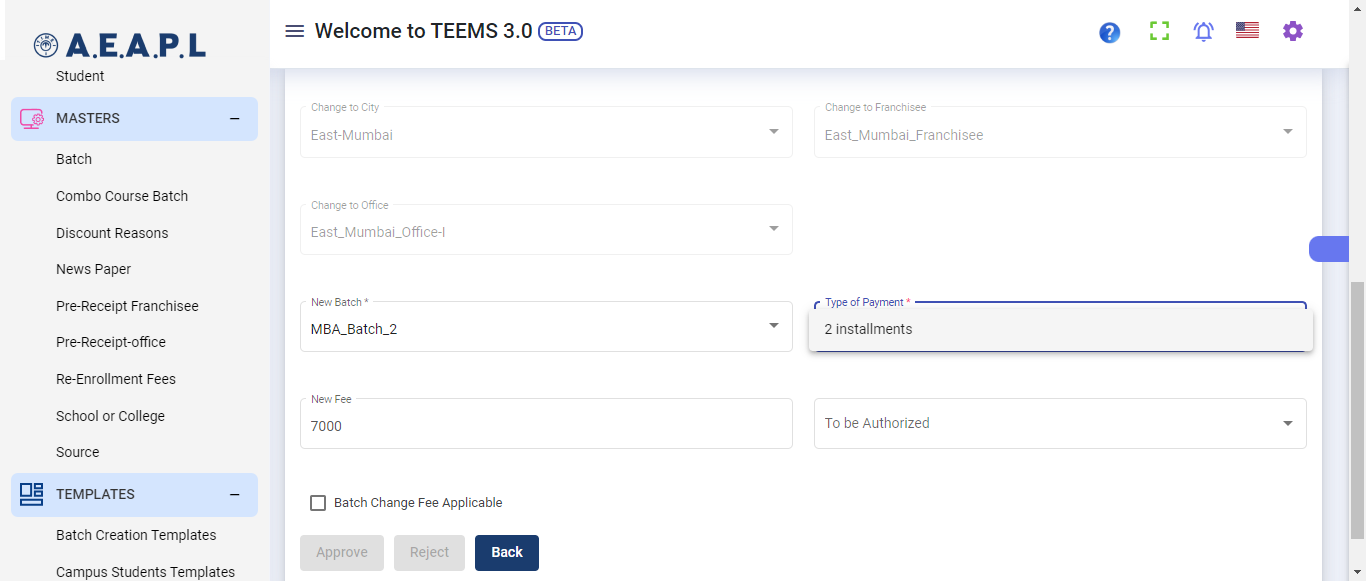 A.E.A.P.L
Student
MASTERS
Batch
Combo Course Batch
Discount Reasons
News Paper
Pre-Receipt Franchisee
Pre-Receipt-office
Re-Enrollment Fees
School or College
Source
TEMPLATES
Batch Creation Templates
Campus Students Templates
Welcome to TEEMS 3.0 BETA
Change to City
East-Mumbai
Change to Franchisee
East_Mumbai_Franchisee
Change to Office
East_Mumbai_Office-I
New Batch *
MBA_Batch_2
Type of Payment *
2 installments
New Fee
7000
To be Authorized
Batch Change Fee Applicable
Approve
Reject
Back